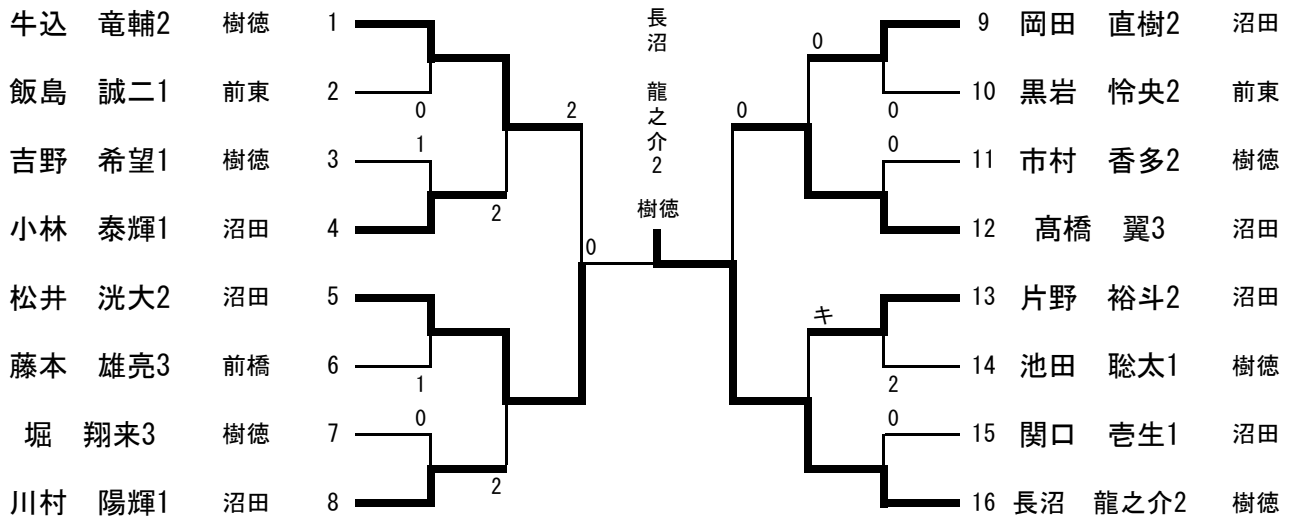 牛込　竜輔2　樹徳　1
飯島　誠二1　前東　2
吉野　希望1　樹徳　3
小林　泰輝1　沼田　4
松井　洸大2　沼田　5
藤本　雄亮3　前橋　6
堀　翔来3　樹徳　7
川村　陽輝1　沼田　8
0
1
2
2
1
0
2
0
長沼　龍之介2
樹徳
0
0
0
0
キ
2
0
9　岡田　直樹2　沼田
10　黒岩　怜央2　前東
11　市村　香多2　樹徳
12　髙橋　翼3　沼田
13　片野　裕斗2　沼田
14　池田　聡太1　樹徳
15　関口　壱生1　沼田
16　長沼　龍之介2　樹徳